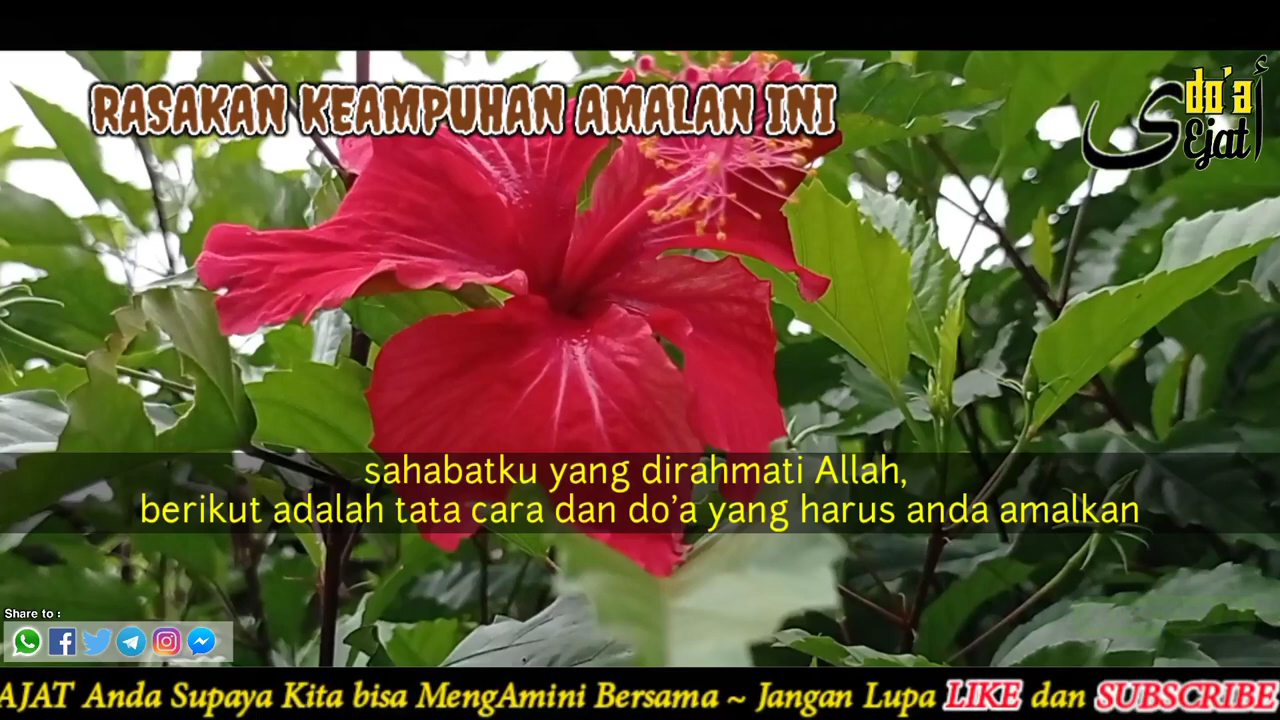 RASAKAN KEAMPUHAN AMALAN INI
do'a
Ejat
أ
ى
sahabatku yang dirahmati Allah,
berikut adalah tata cara dan do’a yang harus anda amalkan
Share to :
AJAT Anda Supaya Kita bisa MengAmini Bersama ~ Jangan Lupa LIKE dan SUBSCRIBE